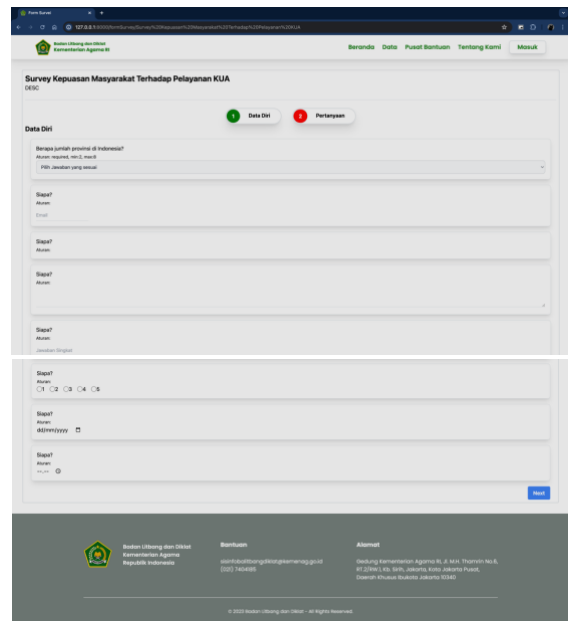 Form Survei
127.0.0.1:8000/formSurvey/Survey%20Kepuasan%20Masyarakat%20Terhadap%20Pelayanan%20KUA
Badan Litbang dan Diklat
Kementerian Agama RI
Beranda Data Pusat Bantuan Tentang Kami Masuk
Survey Kepuasan Masyarakat Terhadap Pelayanan KUA
DESC
1 Data Diri 2 Pertanyaan
Data Diri
Berapa jumlah provinsi di Indonesia?
Aturan: required, min:2, max:6
Pilih Jawaban yang sesuai
Siapa?
Aturan:
Email
Siapa?
Aturan:
Siapa?
Aturan:
Siapa?
Aturan:
Jawaban Singkat
Siapa?
Aturan:
1 2 3 4 5
Siapa?
Aturan:
dd/mm/yyyy
Siapa?
Aturan:
--:--
Next
Badan Litbang dan Diklat
Kementerian Agama
Republik Indonesia
Bantuan
(021) 7404985
Alamat
Gedung Kementerian Agama RI, Jl. M.H. Thamrin No.6,
RT.2/RW.1, Kb. Sirih, Jakarta, Kota Jakarta Pusat,
Daerah Khusus Ibukota Jakarta 10340
© 2023 Badan Litbang dan Diklat - All Rights Reserved.